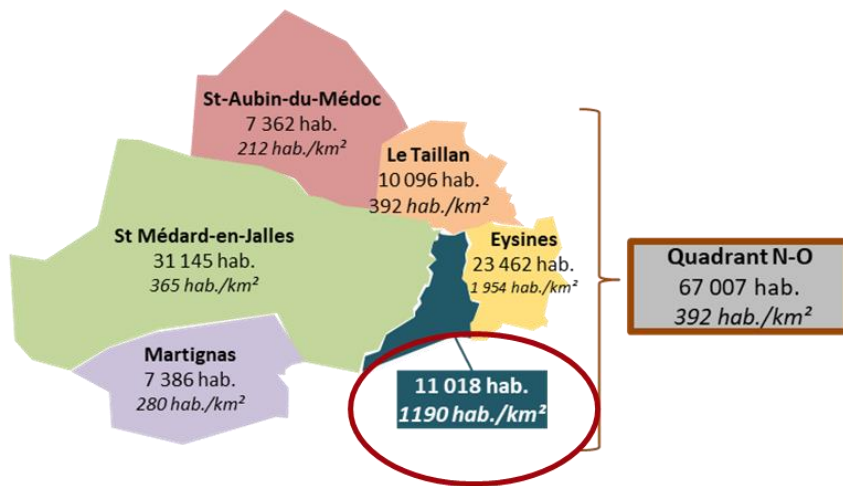 St-Aubin-du-Médoc
7 362 hab.
212 hab./km²
Le Taillan
10 096 hab.
392 hab./km²
St Médard-en-Jalles
31 145 hab.
365 hab./km²
Eysines
23 462 hab.
1 954 hab./km²
Quadrant N-O
67 007 hab.
392 hab./km²
Martignas
7 386 hab.
280 hab./km²
11 018 hab.
1190 hab./km²